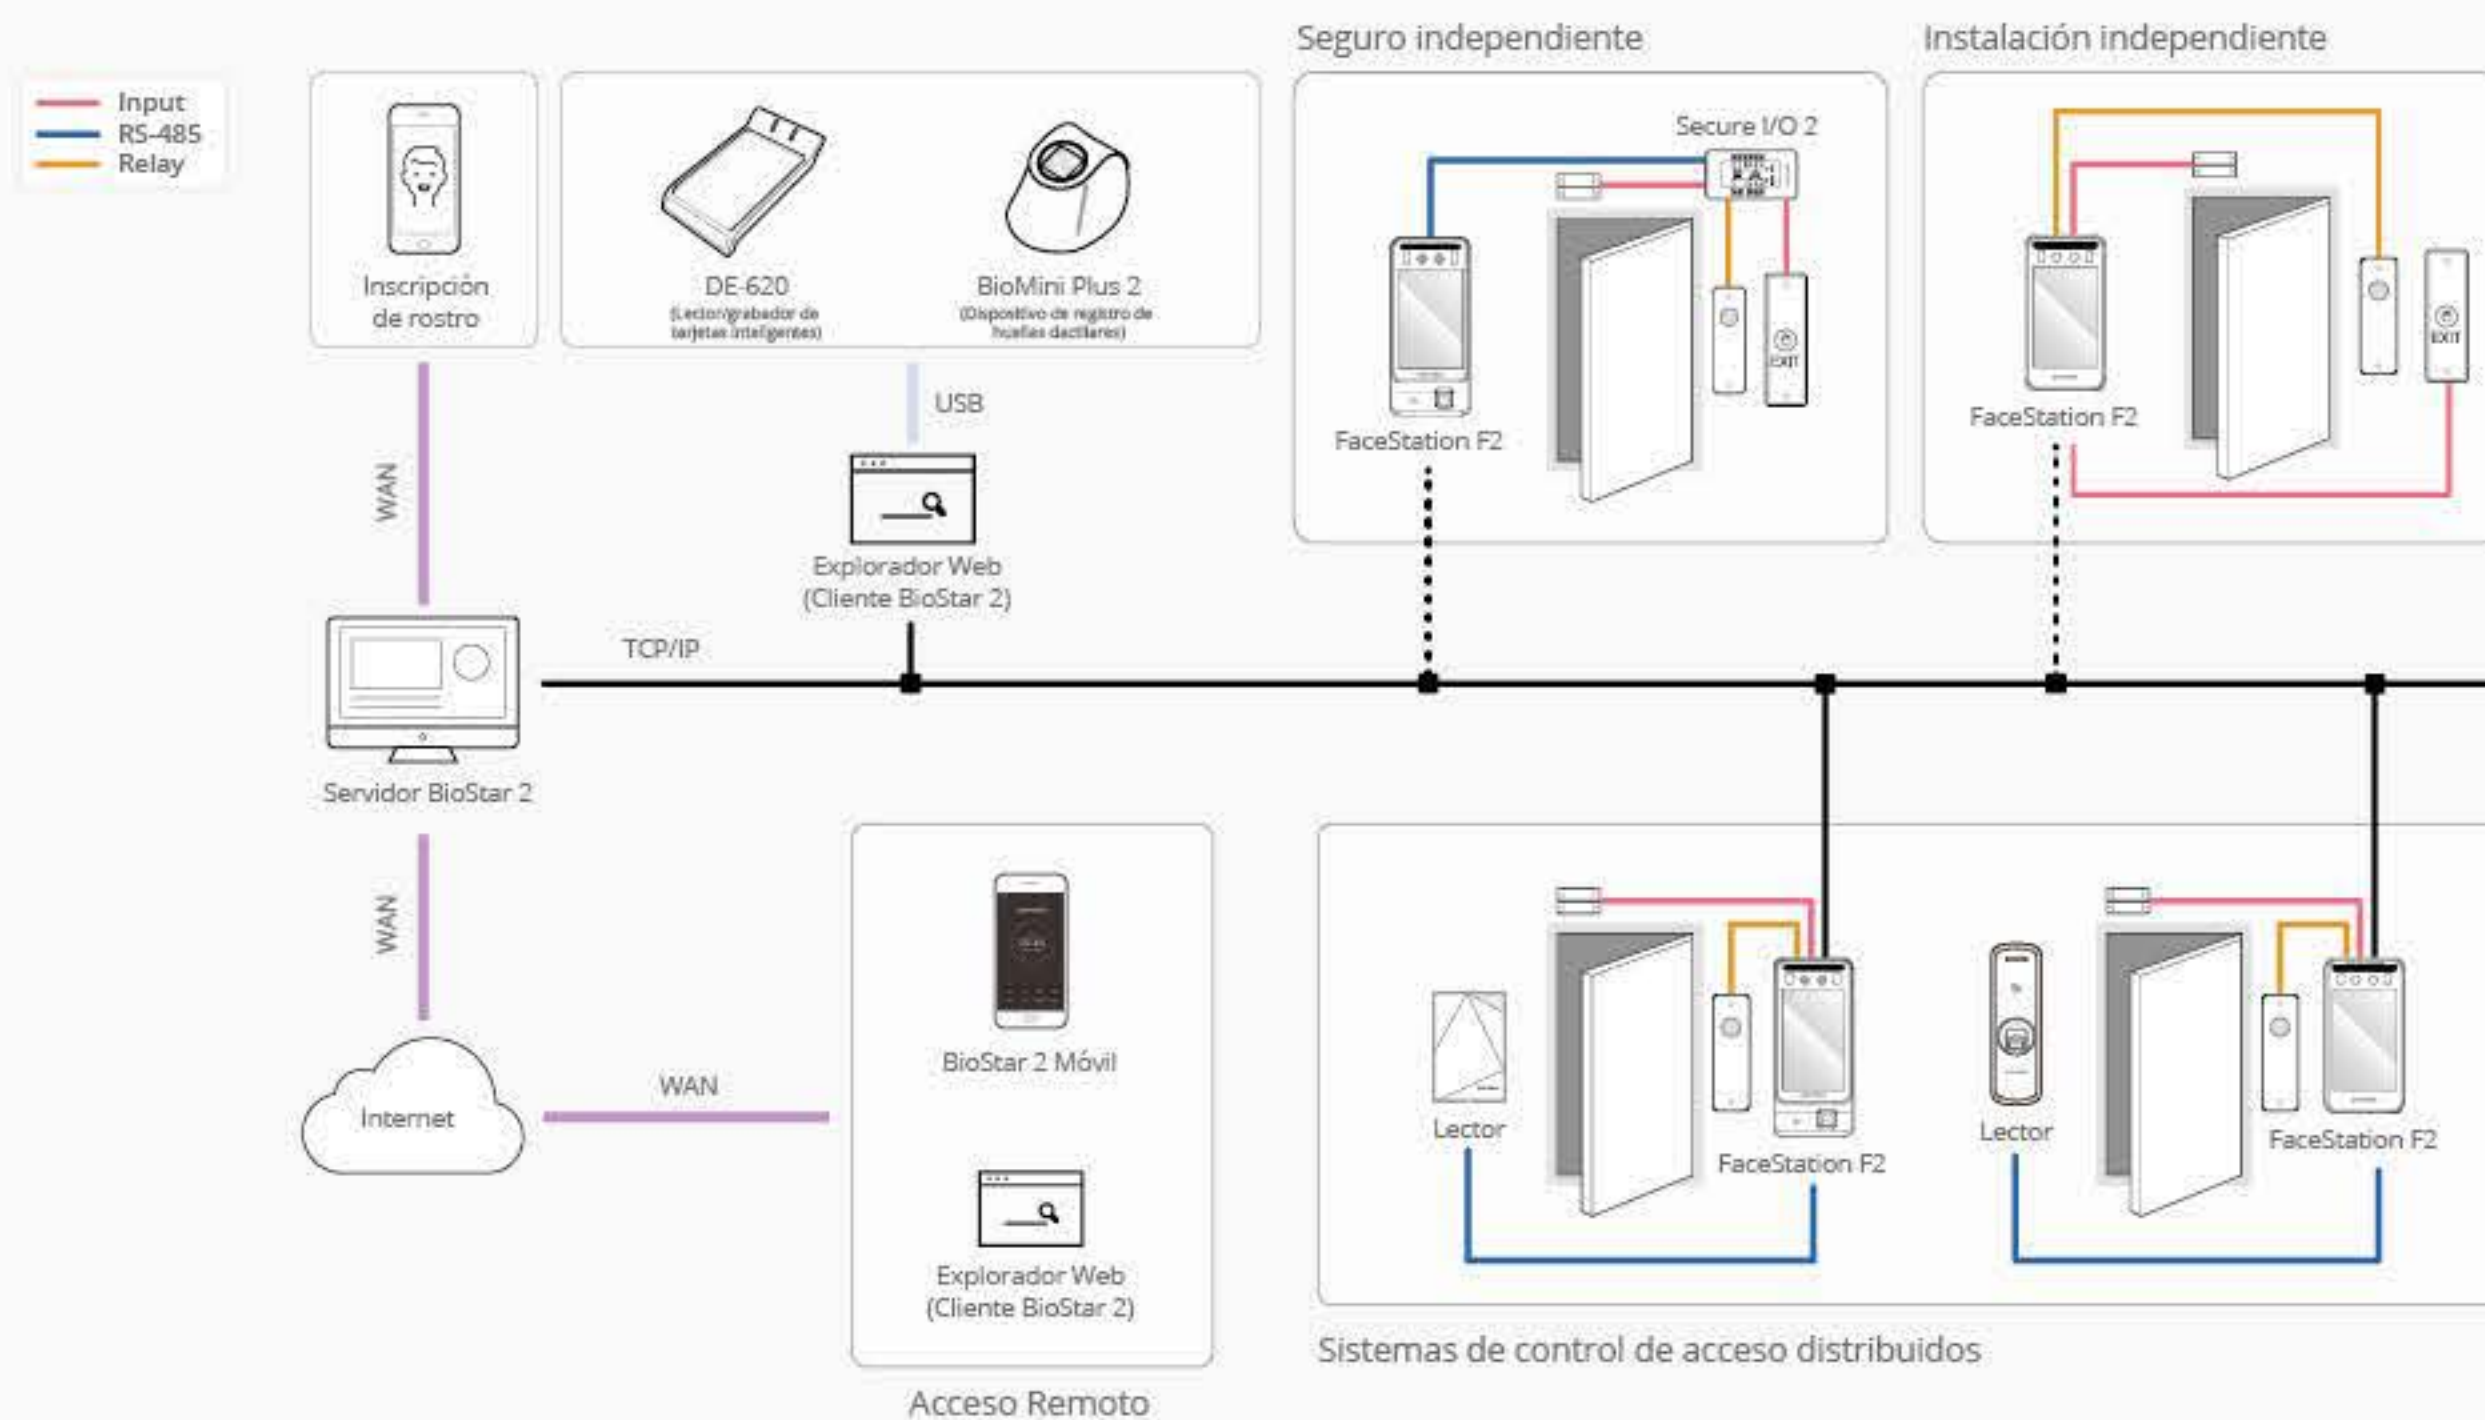 Seguro independiente
Instalación independiente
Input
RS-485
Relay
Inscripción
de rostro
DE-620
(Lector/grabador de
tarjetas inteligentes)
BioMini Plus 2
(Dispositivo de registro de
huellas dactilares)
Secure I/O 2
EXIT
FaceStation F2
EXIT
FaceStation F2
WAN
USB
Explorador Web
(Cliente BioStar 2)
TCP/IP
Servidor BioStar 2
WAN
Internet
WAN
BioStar 2 Móvil
Explorador Web
(Cliente BioStar 2)
Acceso Remoto
Lector
FaceStation F2
Lector
FaceStation F2
Sistemas de control de acceso distribuidos